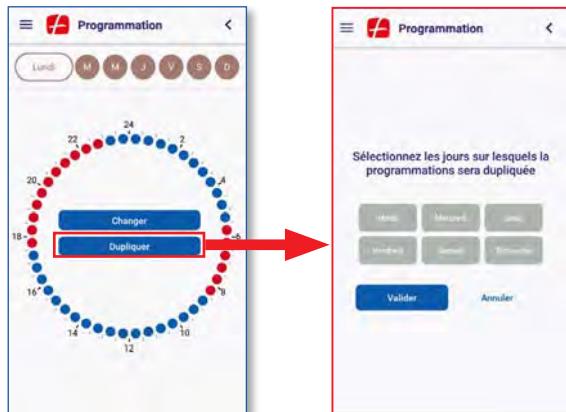 Programmation
Lundi M M J V S D
24
22 2
20 4
Changer
18 6
Dupliquer
16 8
14 10
12
Programmation
Sélectionnez les jours sur lesquels la
programmations sera dupliquée
Mardi Mercredi Jeudi
Vendredi Samedi Dimanche
Valider Annuler